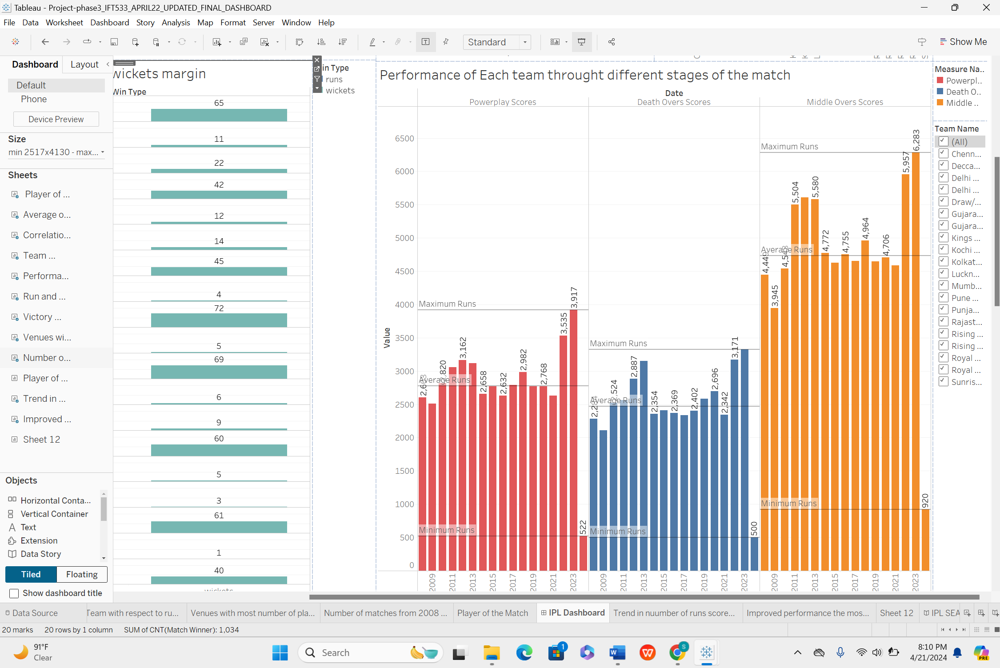 Tableau - Project-phase3_IFT533_APRIL22_UPDATED_FINAL_DASHBOARD
File Data Worksheet Dashboard Story Analysis Map Format Server Window Help
Standard
Show Me
Dashboard Layout
Default
Phone
Device Preview
Size
min 2517x4130 - max...
Sheets
Player of ...
Average o...
Correlatio...
Team ...
Performa...
Run and ...
Victory ...
Venues wi...
Number o...
Player of ...
Trend in ...
Improved ...
Sheet 12
Objects
Horizontal Conta...
Vertical Container
Text
Extension
Data Story
Tiled Floating
Show dashboard title
wickets margin
Win Type
65
11
22
42
12
14
45
4
72
5
69
6
9
60
5
3
61
1
40
wickets
in Type
runs
wickets
Performance of Each team throught different stages of the match
Date
Powerplay Scores Death Overs Scores Middle Overs Scores
Value
6500
6000
5500
5000
4500
4000
3500
3000
2500
2000
1500
1000
500
0
Maximum Runs
Average Runs
Minimum Runs
2,820
3,162
2,658
2,632
2,982
2,768
3,535
3,917
522
2009 2011 2013 2015 2017 2019 2021 2023
Maximum Runs
Average Runs
Minimum Runs
2,524
2,887
2,354
2,369
2,402
2,696
2,342
3,171
500
2009 2011 2013 2015 2017 2019 2021 2023
Maximum Runs
Average Runs
Minimum Runs
4,449
3,945
5,504
5,580
4,772
4,755
4,964
4,706
5,957
6,283
920
2009 2011 2013 2015 2017 2019 2021 2023
Measure Na..
Powerpl..
Death O..
Middle ..
Team Name
(All)
Chenn...
Decca...
Delhi ...
Delhi ...
Draw/...
Gujara...
Gujara...
Kings ...
Kochi ...
Kolkat...
Luckn...
Mumb...
Pune ...
Punja...
Rajast...
Rising ...
Rising ...
Royal ...
Royal ...
Sunris...
Data Source Team with respect to ru... Venues with most number of pla... Number of matches from 2008 ... Player of the Match IPL Dashboard Trend in nuumber of runs score... Improved performance the mos... Sheet 12 IPL SEA
20 marks 20 rows by 1 column SUM of CNT(Match Winner): 1,034
91°F
Clear
Search
1
S
8:10 PM
4/21/2024
PRE